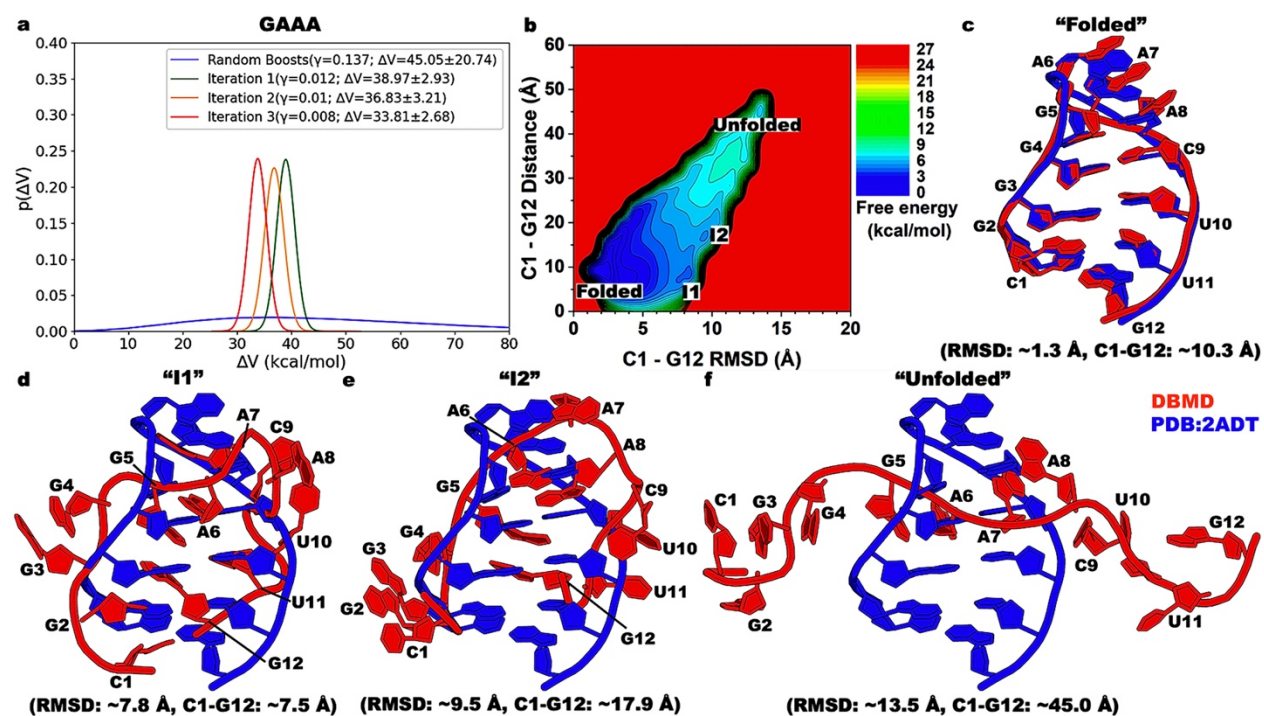 a
GAAA
0.40
0.35
0.30
0.25
0.20
0.15
0.10
0.05
0.00
p(ΔV)
Random Boosts(γ=0.137; ΔV=45.05±20.74)
Iteration 1(γ=0.012; ΔV=38.97±2.93)
Iteration 2(γ=0.01; ΔV=36.83±3.21)
Iteration 3(γ=0.008; ΔV=33.81±2.68)
0 10 20 30 40 50 60 70 80
ΔV (kcal/mol)
b
60
50
40
30
20
10
0
C1 - G12 Distance (Å)
Unfolded
I2
Folded
I1
0 5 10 15 20
C1 - G12 RMSD (Å)
27
24
21
18
15
12
9
6
3
0
Free energy
(kcal/mol)
c
“Folded”
A6
A7
G5
A8
G4
C9
G3
G2
U10
C1
U11
G12
(RMSD: ~1.3 Å, C1-G12: ~10.3 Å)
d
“I1”
A7
C9
G5
A8
G4
A6
U10
G3
U11
G2
G12
C1
(RMSD: ~7.8 Å, C1-G12: ~7.5 Å)
e
“I2”
A6
A7
A8
G5
C9
G4
U10
G3
U11
G2
G12
C1
(RMSD: ~9.5 Å, C1-G12: ~17.9 Å)
f
“Unfolded”
DBMD
PDB:2ADT
G5
A8
C1
G3
G4
A6
U10
G12
A7
C9
G2
U11
(RMSD: ~13.5 Å, C1-G12: ~45.0 Å)